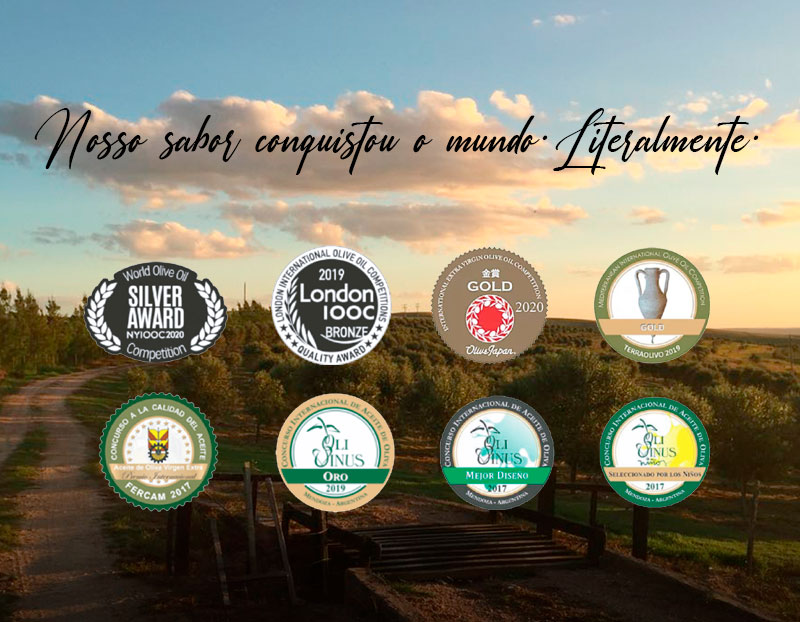 Nosso sabor conquistou o mundo. Literalmente.
World Olive Oil
SILVER
AWARD
NYIOOC2020
Competition
LONDON INTERNATIONAL OLIVE OIL COMPETITIONS
2019
London
IOOC
BRONZE
QUALITY AWARD
INTERNATIONAL EXTRA VIRGIN OLIVE OIL COMPETITION
金賞
GOLD
2020
OliveJapan
MEDITERRANEAN INTERNATIONAL OLIVE OIL COMPETITION
GOLD
TERRAOLIVO 2019
CONCURSO A LA CALIDAD DEL ACEITE
Aceite de Oliva Virgen Extra
FERCAM 2017
CONCURSO INTERNACIONAL DE ACEITE DE OLIVA
OLI
VINUS
ORO
2019
MENDOZA - ARGENTINA
CONCURSO INTERNACIONAL DE ACEITE DE OLIVA
OLI
VINUS
MEJOR DISEÑO
2017
MENDOZA - ARGENTINA
CONCURSO INTERNACIONAL DE ACEITE DE OLIVA
OLI
VINUS
niños
SELECCIONADO POR LOS NIÑOS
2017
MENDOZA - ARGENTINA